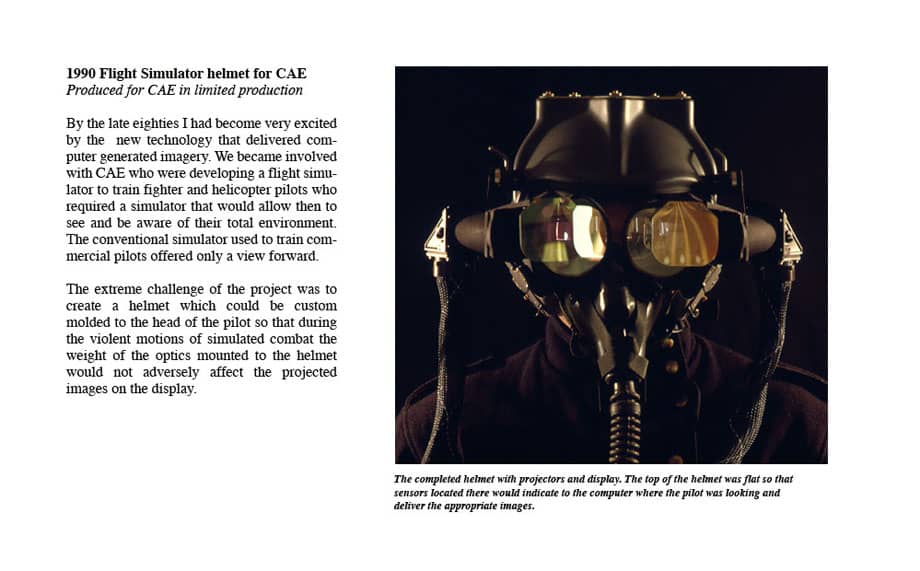 1990 Flight Simulator helmet for CAE
Produced for CAE in limited production
By the late eighties I had become very excited
by the new technology that delivered com-
puter generated imagery. We became involved
with CAE who were developing a flight simu-
lator to train fighter and helicopter pilots who
required a simulator that would allow then to
see and be aware of their total environment.
The conventional simulator used to train com-
mercial pilots offered only a view forward.
The extreme challenge of the project was to
create a helmet which could be custom
molded to the head of the pilot so that during
the violent motions of simulated combat the
weight of the optics mounted to the helmet
would not adversely affect the projected
images on the display.
The completed helmet with projectors and display. The top of the helmet was flat so that
sensors located there would indicate to the computer where the pilot was looking and
deliver the appropriate images.